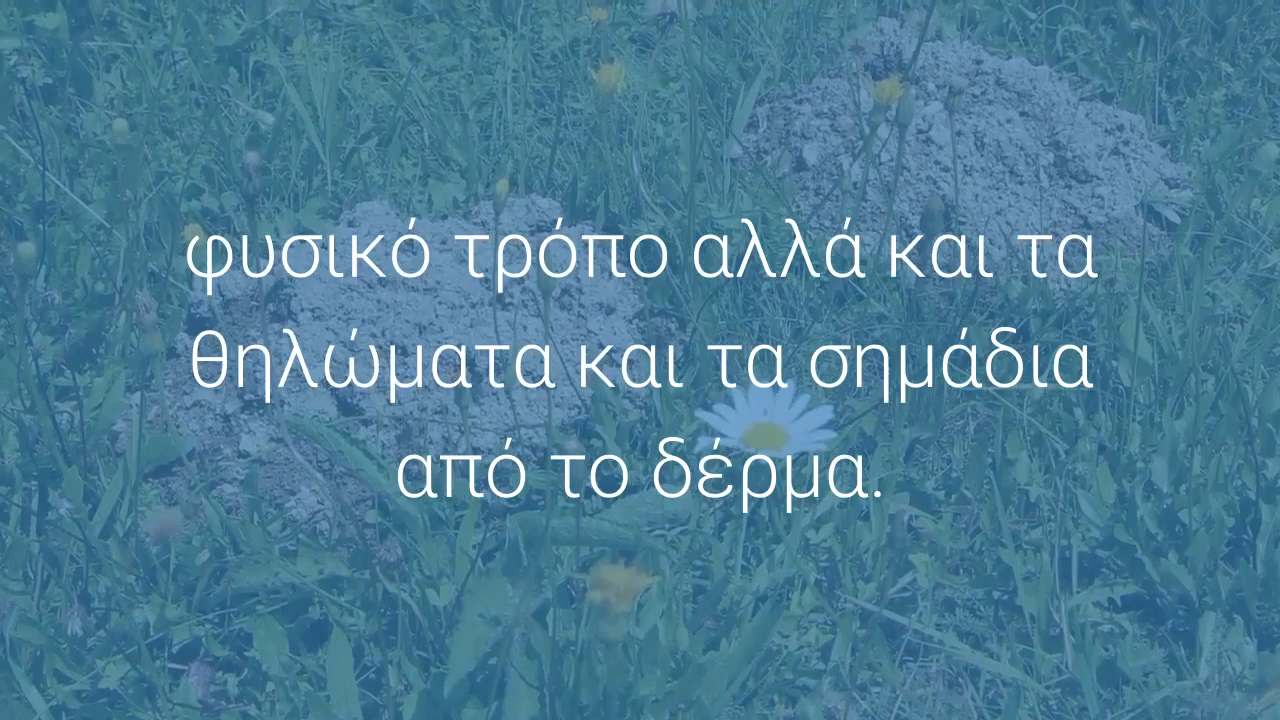 φυσικό τρόπο αλλά και τα
θηλώματα και τα σημάδια
από το δέρμα.